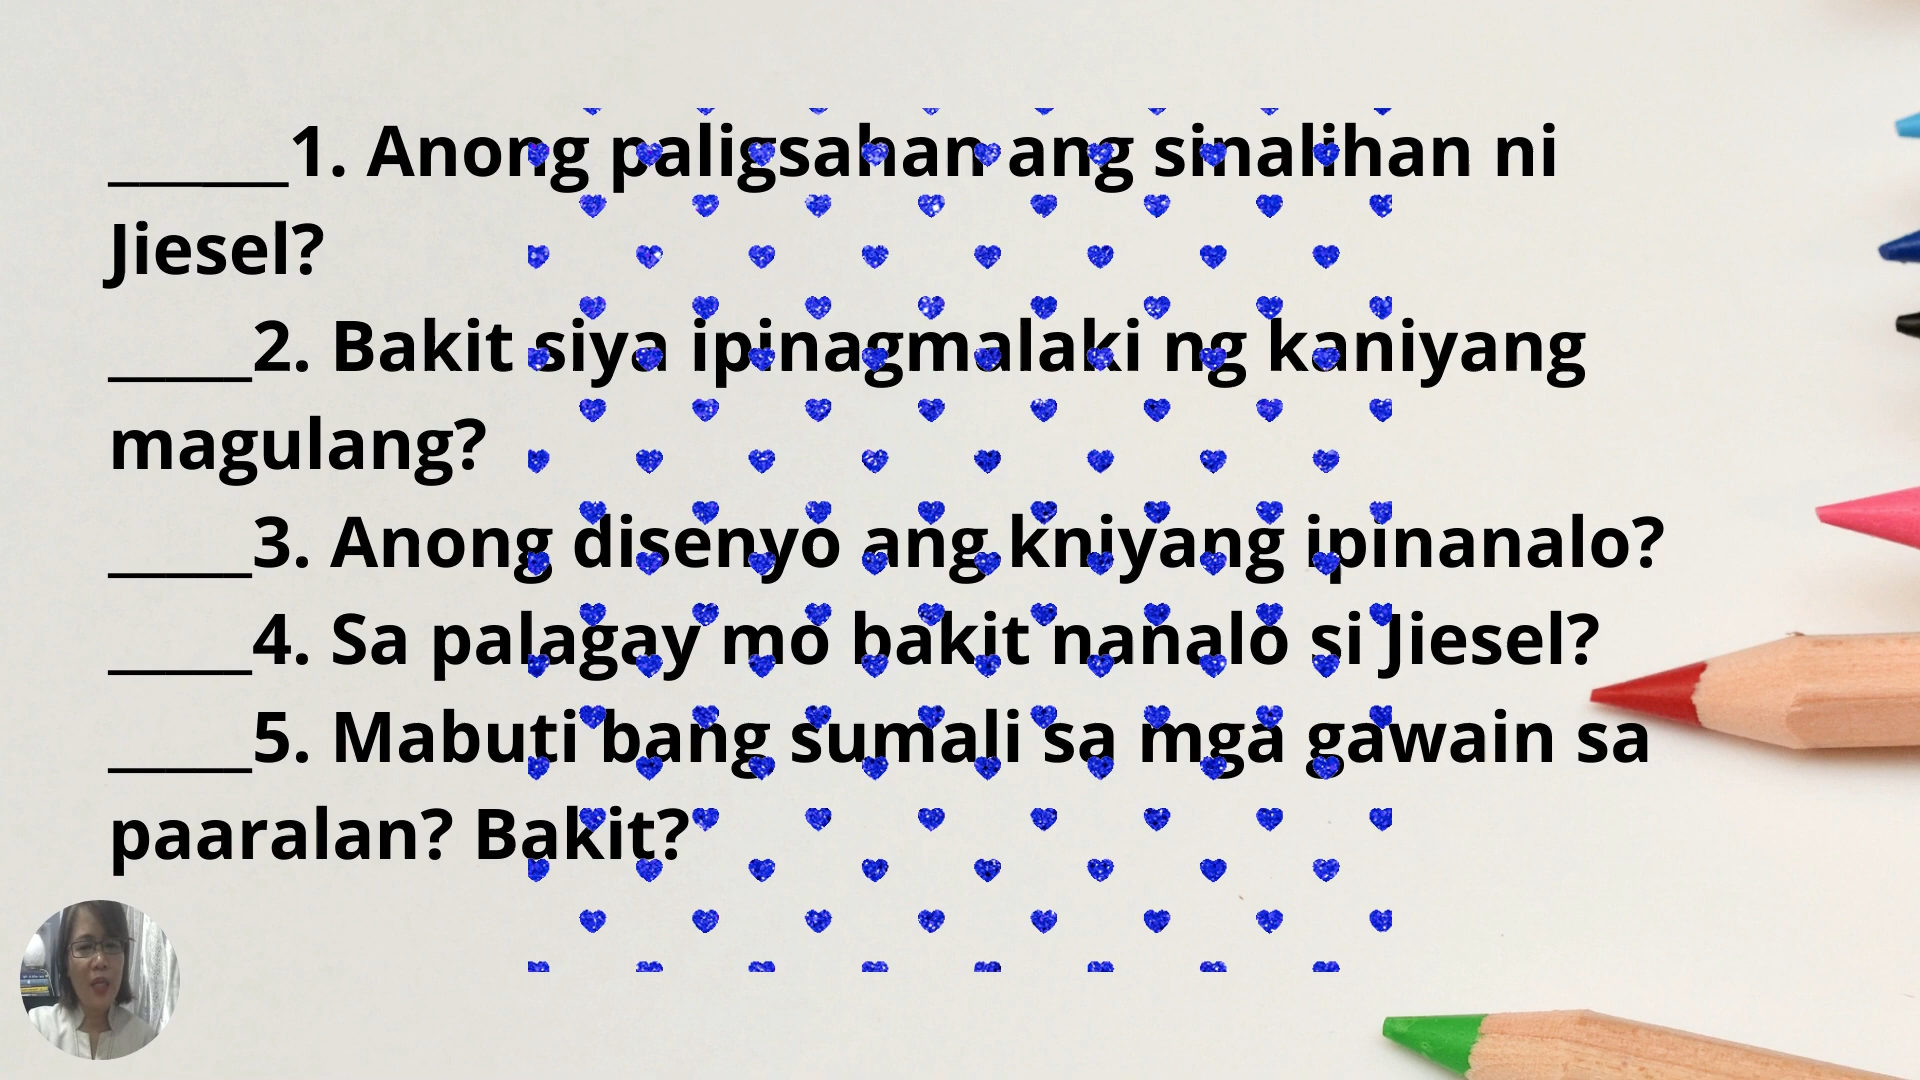 ______1. Anong paligsahan ang sinalihan ni
Jiesel?
_____2. Bakit siya ipinagmalaki ng kaniyang
magulang?
_____3. Anong disenyo ang kniyang ipinanalo?
_____4. Sa palagay mo bakit nanalo si Jiesel?
_____5. Mabuti bang sumali sa mga gawain sa
paaralan? Bakit?